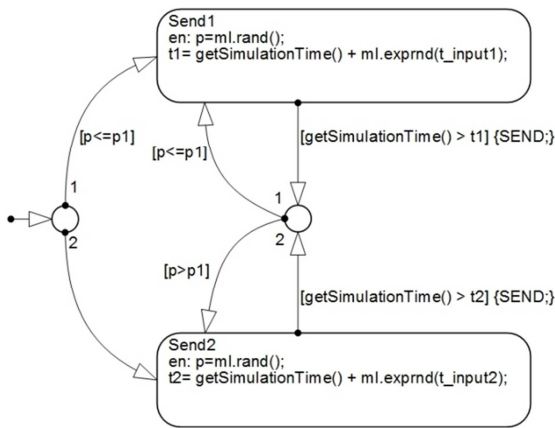 Send1
en: p=ml.rand();
t1= getSimulationTime() + ml.exprnd(t_input1);
[p<=p1]
[p<=p1]
[getSimulationTime() > t1] {SEND;}
1
1
2
2
[p>p1]
[getSimulationTime() > t2] {SEND;}
Send2
en: p=ml.rand();
t2= getSimulationTime() + ml.exprnd(t_input2);